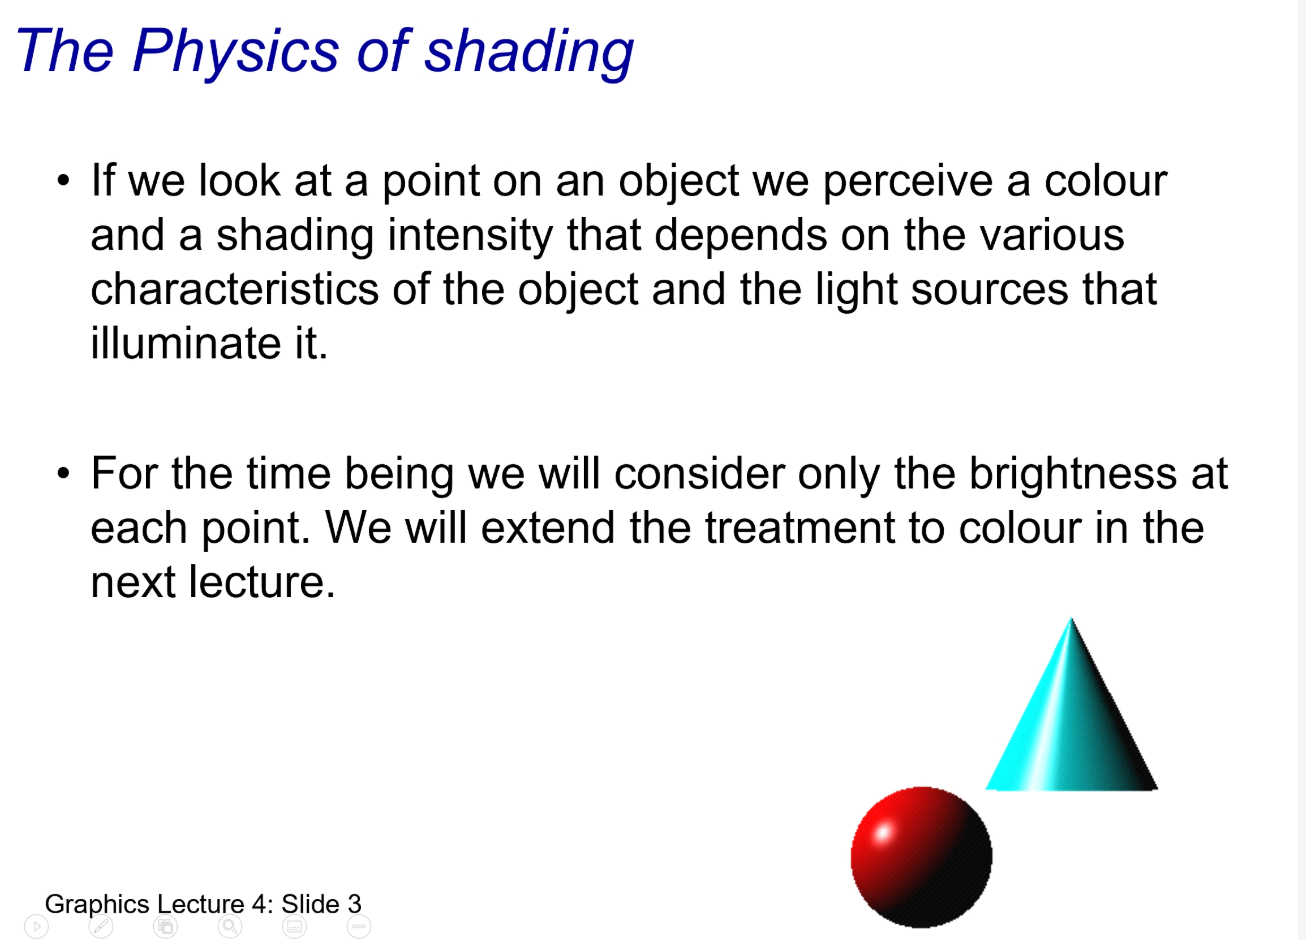 The Physics of shading
• If we look at a point on an object we perceive a colour
and a shading intensity that depends on the various
characteristics of the object and the light sources that
illuminate it.
• For the time being we will consider only the brightness at
each point. We will extend the treatment to colour in the
next lecture.
Graphics Lecture 4: Slide 3